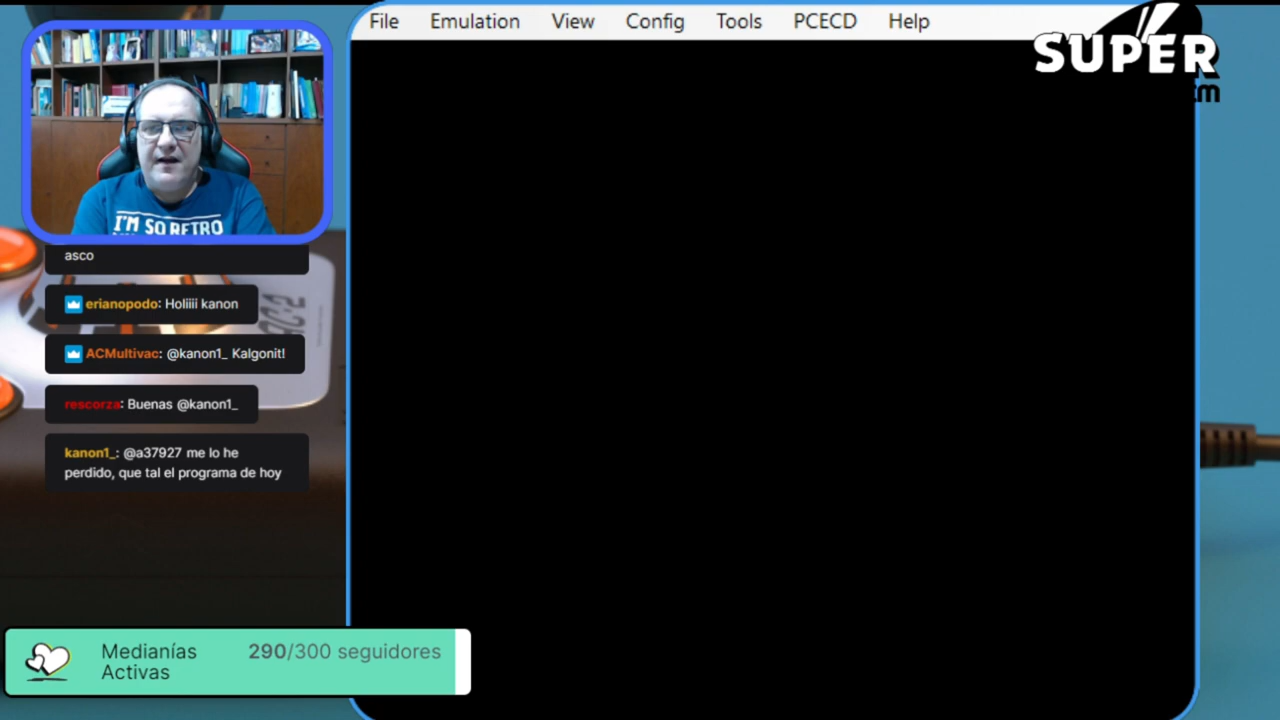 File Emulation View Config Tools PCECD Help
SUPER
I'M SO RETRO
asco
erianopodo: Holiiii kanon
ACMultivac: @kanon1_ Kalgonit!
rescorza: Buenas @kanon1_
kanon1_: @a37927 me lo he
perdido, que tal el programa de hoy
Medianías 290/300 seguidores
Activas